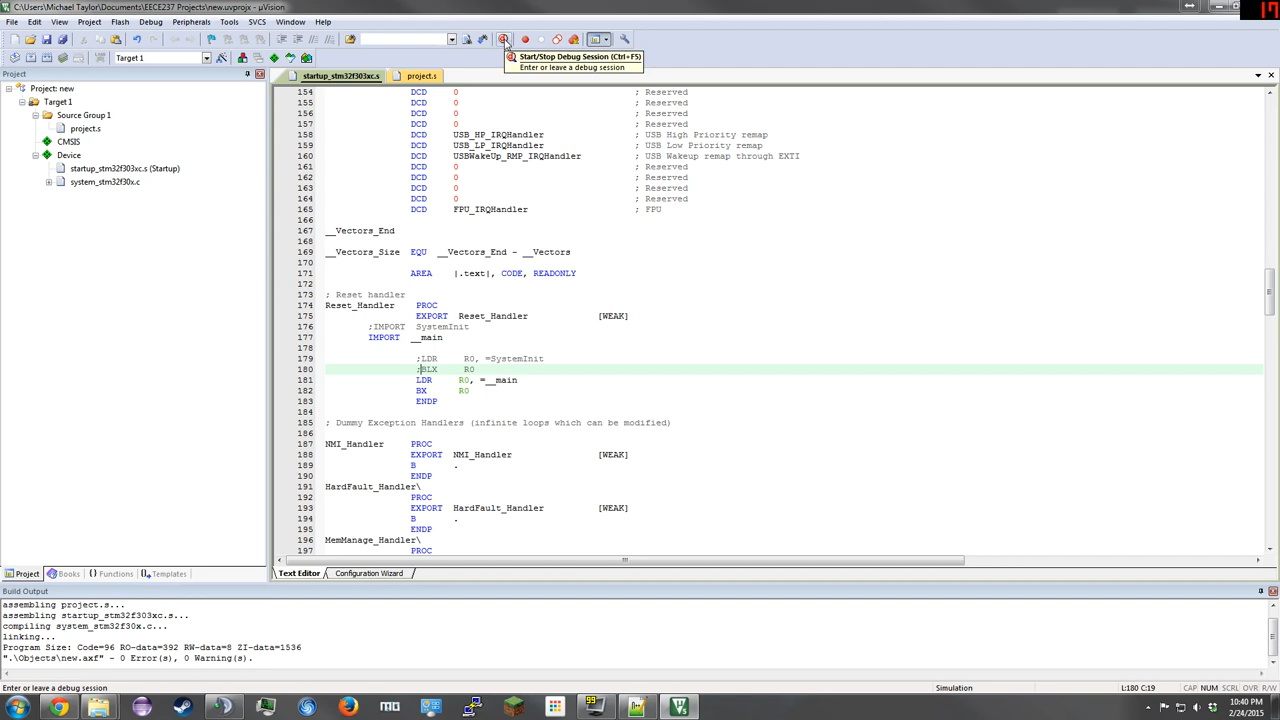 C:\Users\Michael Taylor\Documents\EECE237 Projects\new.uvprojx - µVision
File Edit View Project Flash Debug Peripherals Tools SVCS Window Help
Target 1
Start/Stop Debug Session (Ctrl+F5)
Enter or leave a debug session
Project
startup_stm32f303xc.s project.s
Project: new
Target 1
Source Group 1
project.s
CMSIS
Device
startup_stm32f303xc.s (Startup)
system_stm32f30x.c
154 DCD 0 ; Reserved
155 DCD 0 ; Reserved
156 DCD 0 ; Reserved
157 DCD 0 ; Reserved
158 DCD USB_HP_IRQHandler ; USB High Priority remap
159 DCD USB_LP_IRQHandler ; USB Low Priority remap
160 DCD USBWakeUp_RMP_IRQHandler ; USB Wakeup remap through EXTI
161 DCD 0 ; Reserved
162 DCD 0 ; Reserved
163 DCD 0 ; Reserved
164 DCD 0 ; Reserved
165 DCD FPU_IRQHandler ; FPU
166
167 __Vectors_End
168
169 __Vectors_Size EQU __Vectors_End - __Vectors
170
171 AREA |.text|, CODE, READONLY
172
173 ; Reset handler
174 Reset_Handler PROC
175 EXPORT Reset_Handler [WEAK]
176 ;IMPORT SystemInit
177 IMPORT __main
178
179 ;LDR R0, =SystemInit
180 ;BLX R0
181 LDR R0, =__main
182 BX R0
183 ENDP
184
185 ; Dummy Exception Handlers (infinite loops which can be modified)
186
187 NMI_Handler PROC
188 EXPORT NMI_Handler [WEAK]
189 B .
190 ENDP
191 HardFault_Handler\
192 PROC
193 EXPORT HardFault_Handler [WEAK]
194 B .
195 ENDP
196 MemManage_Handler\
197 PROC
Project Books Functions Templates
Text Editor Configuration Wizard
Build Output
assembling project.s...
assembling startup_stm32f303xc.s...
compiling system_stm32f30x.c...
linking...
Program Size: Code=96 RO-data=392 RW-data=8 ZI-data=1536
".\Objects\new.axf" - 0 Error(s), 0 Warning(s).
Enter or leave a debug session Simulation L:180 C:19 CAP NUM SCRL OVR R/W
10:40 PM
2/24/2015